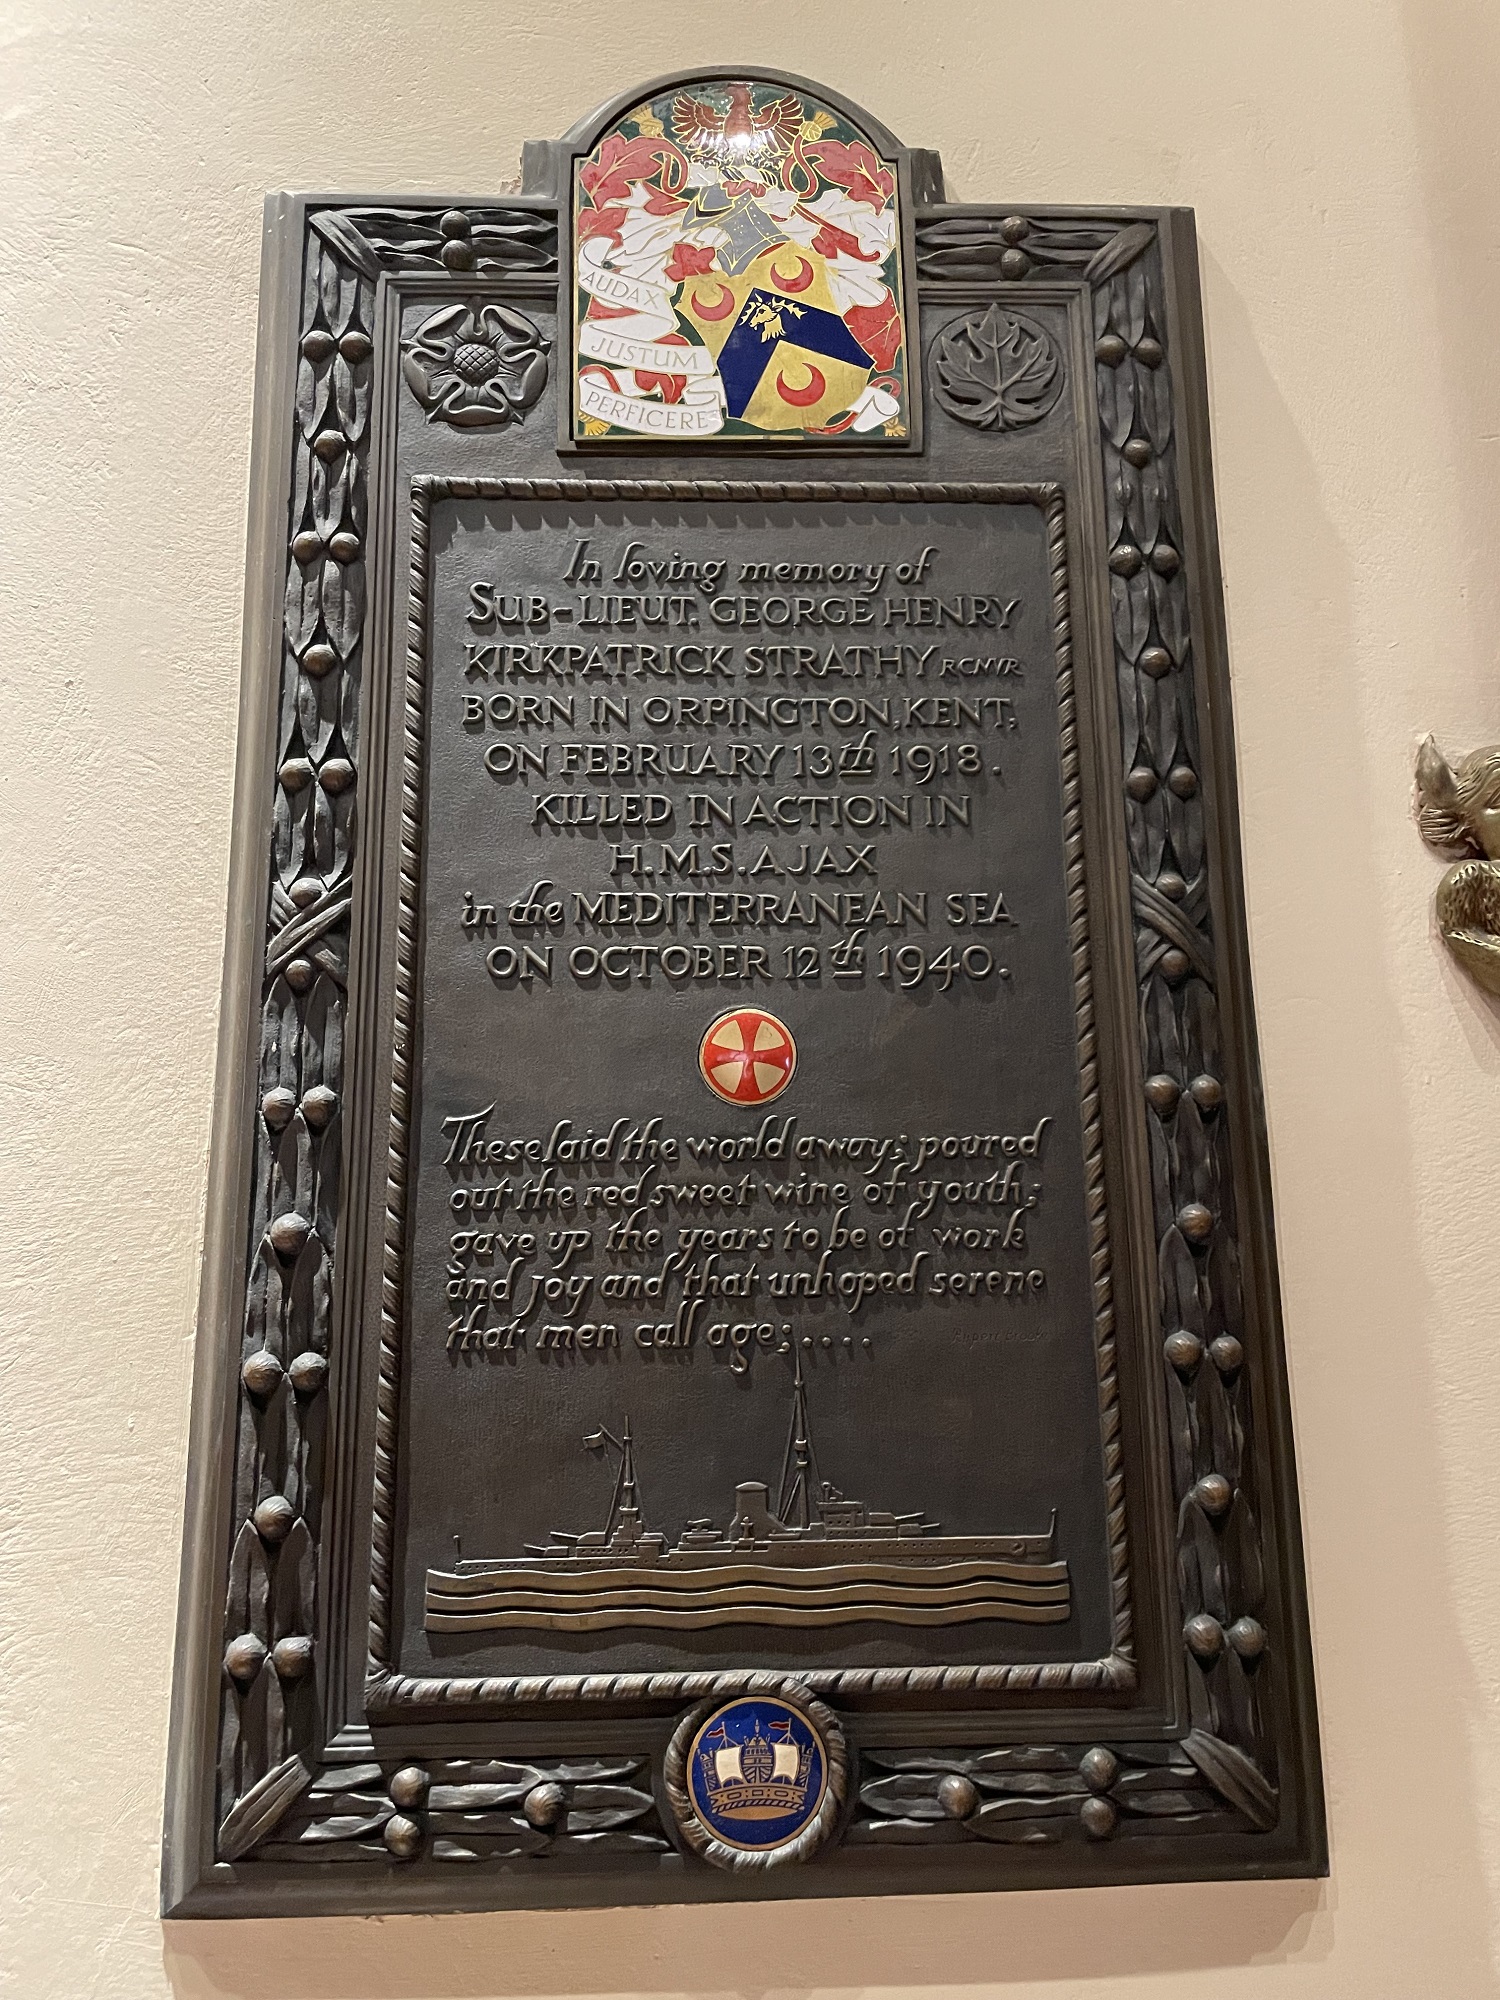 AUDAX
JUSTUM
PERFICERE
In loving memory of
SUB-LIEUT. GEORGE HENRY
KIRKPATRICK STRATHY RCNVR
BORN IN ORPINGTON, KENT,
ON FEBRUARY 13th 1918.
KILLED IN ACTION IN
H.M.S. AJAX
in the MEDITERRANEAN SEA
ON OCTOBER 12th 1940.
These laid the world away; poured
out the red sweet wine of youth;
gave up the years to be of work
and joy and that unhoped serene
that men call age;....
Rupert Brooke